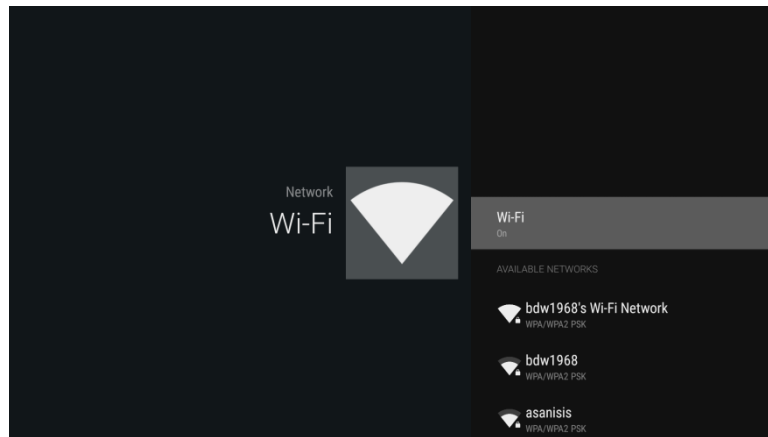 Network
Wi-Fi
Wi-Fi
On
AVAILABLE NETWORKS
bdw1968's Wi-Fi Network
WPA/WPA2 PSK
bdw1968
WPA/WPA2 PSK
asanisis
WPA/WPA2 PSK